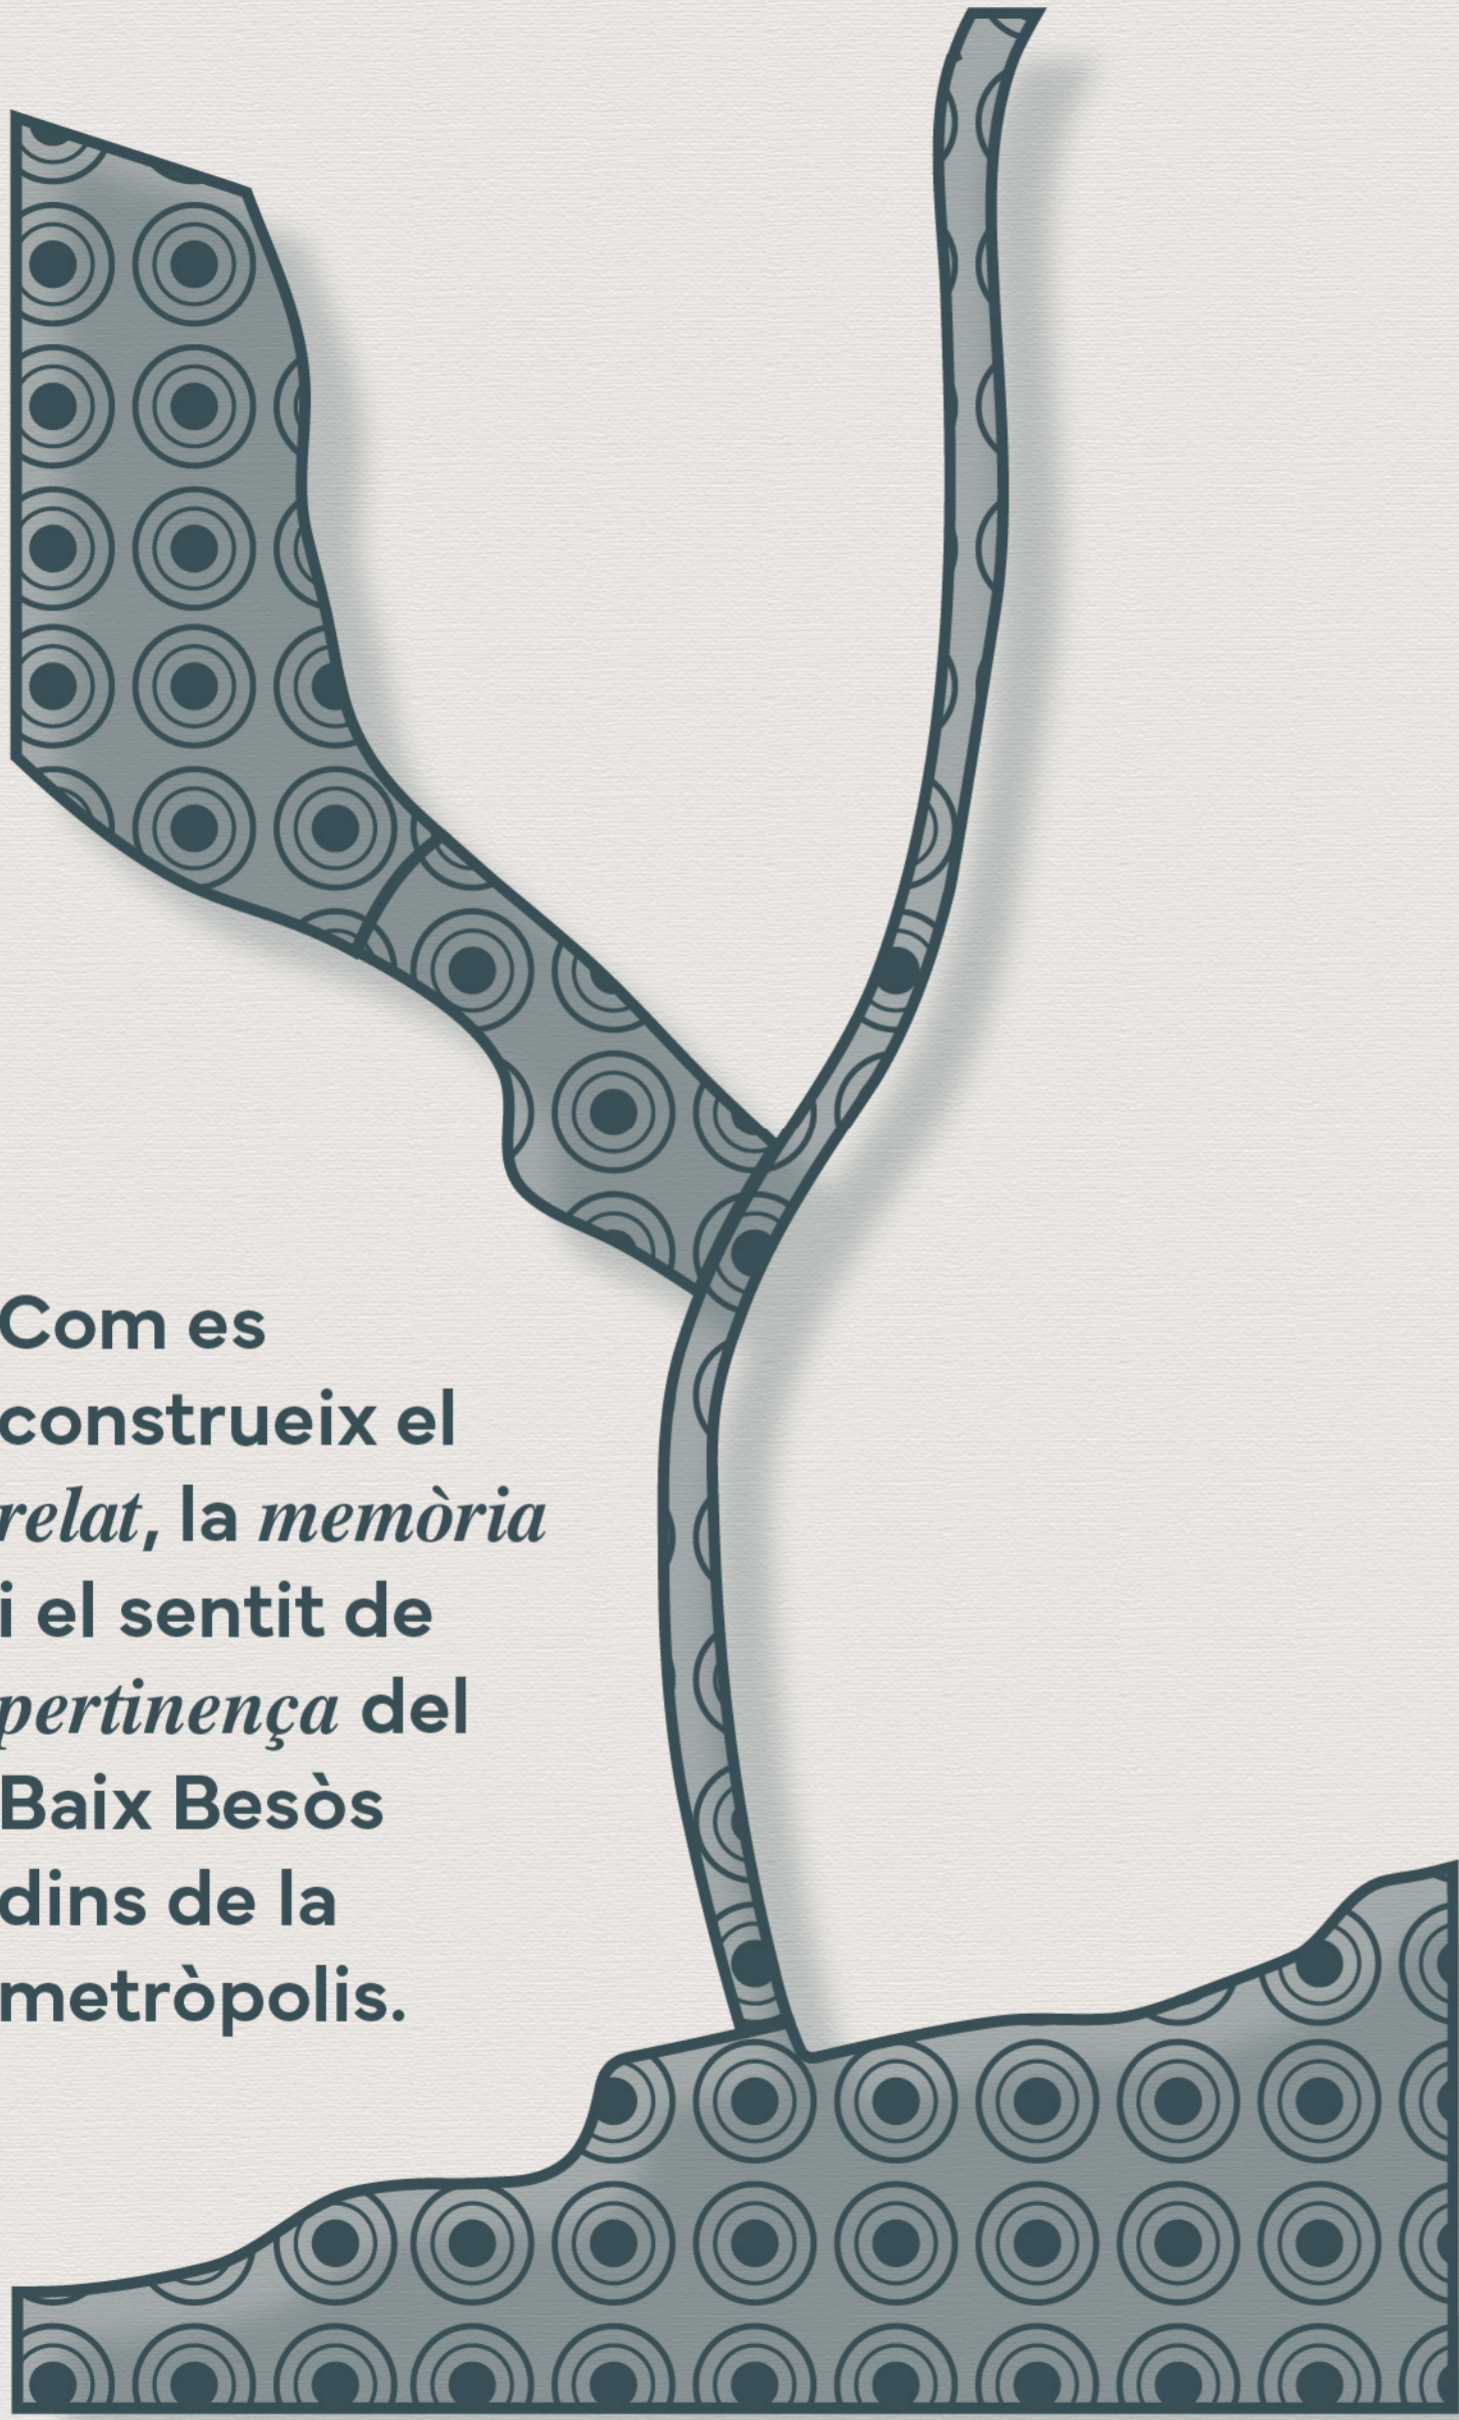 Com es
construeix el
relat, la memòria
i el sentit de
pertinença del
Baix Besòs
dins de la
metròpolis.